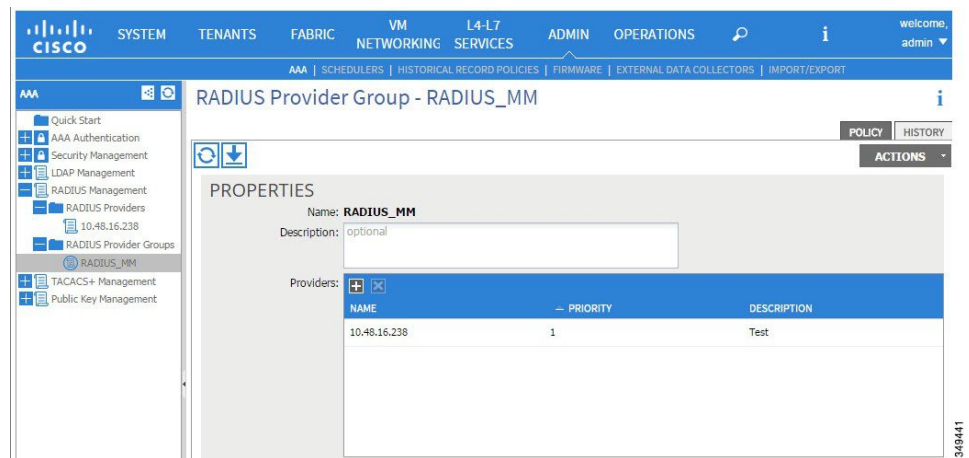 CISCO SYSTEM TENANTS FABRIC VM NETWORKING L4-L7 SERVICES ADMIN OPERATIONS i welcome, admin
AAA | SCHEDULERS | HISTORICAL RECORD POLICIES | FIRMWARE | EXTERNAL DATA COLLECTORS | IMPORT/EXPORT
AAA
Quick Start
AAA Authentication
Security Management
LDAP Management
RADIUS Management
RADIUS Providers
10.48.16.238
RADIUS Provider Groups
RADIUS_MM
TACACS+ Management
Public Key Management
RADIUS Provider Group - RADIUS_MM i
POLICY HISTORY
ACTIONS
PROPERTIES
Name: RADIUS_MM
Description: optional
Providers:
NAME PRIORITY DESCRIPTION
10.48.16.238 1 Test
349441